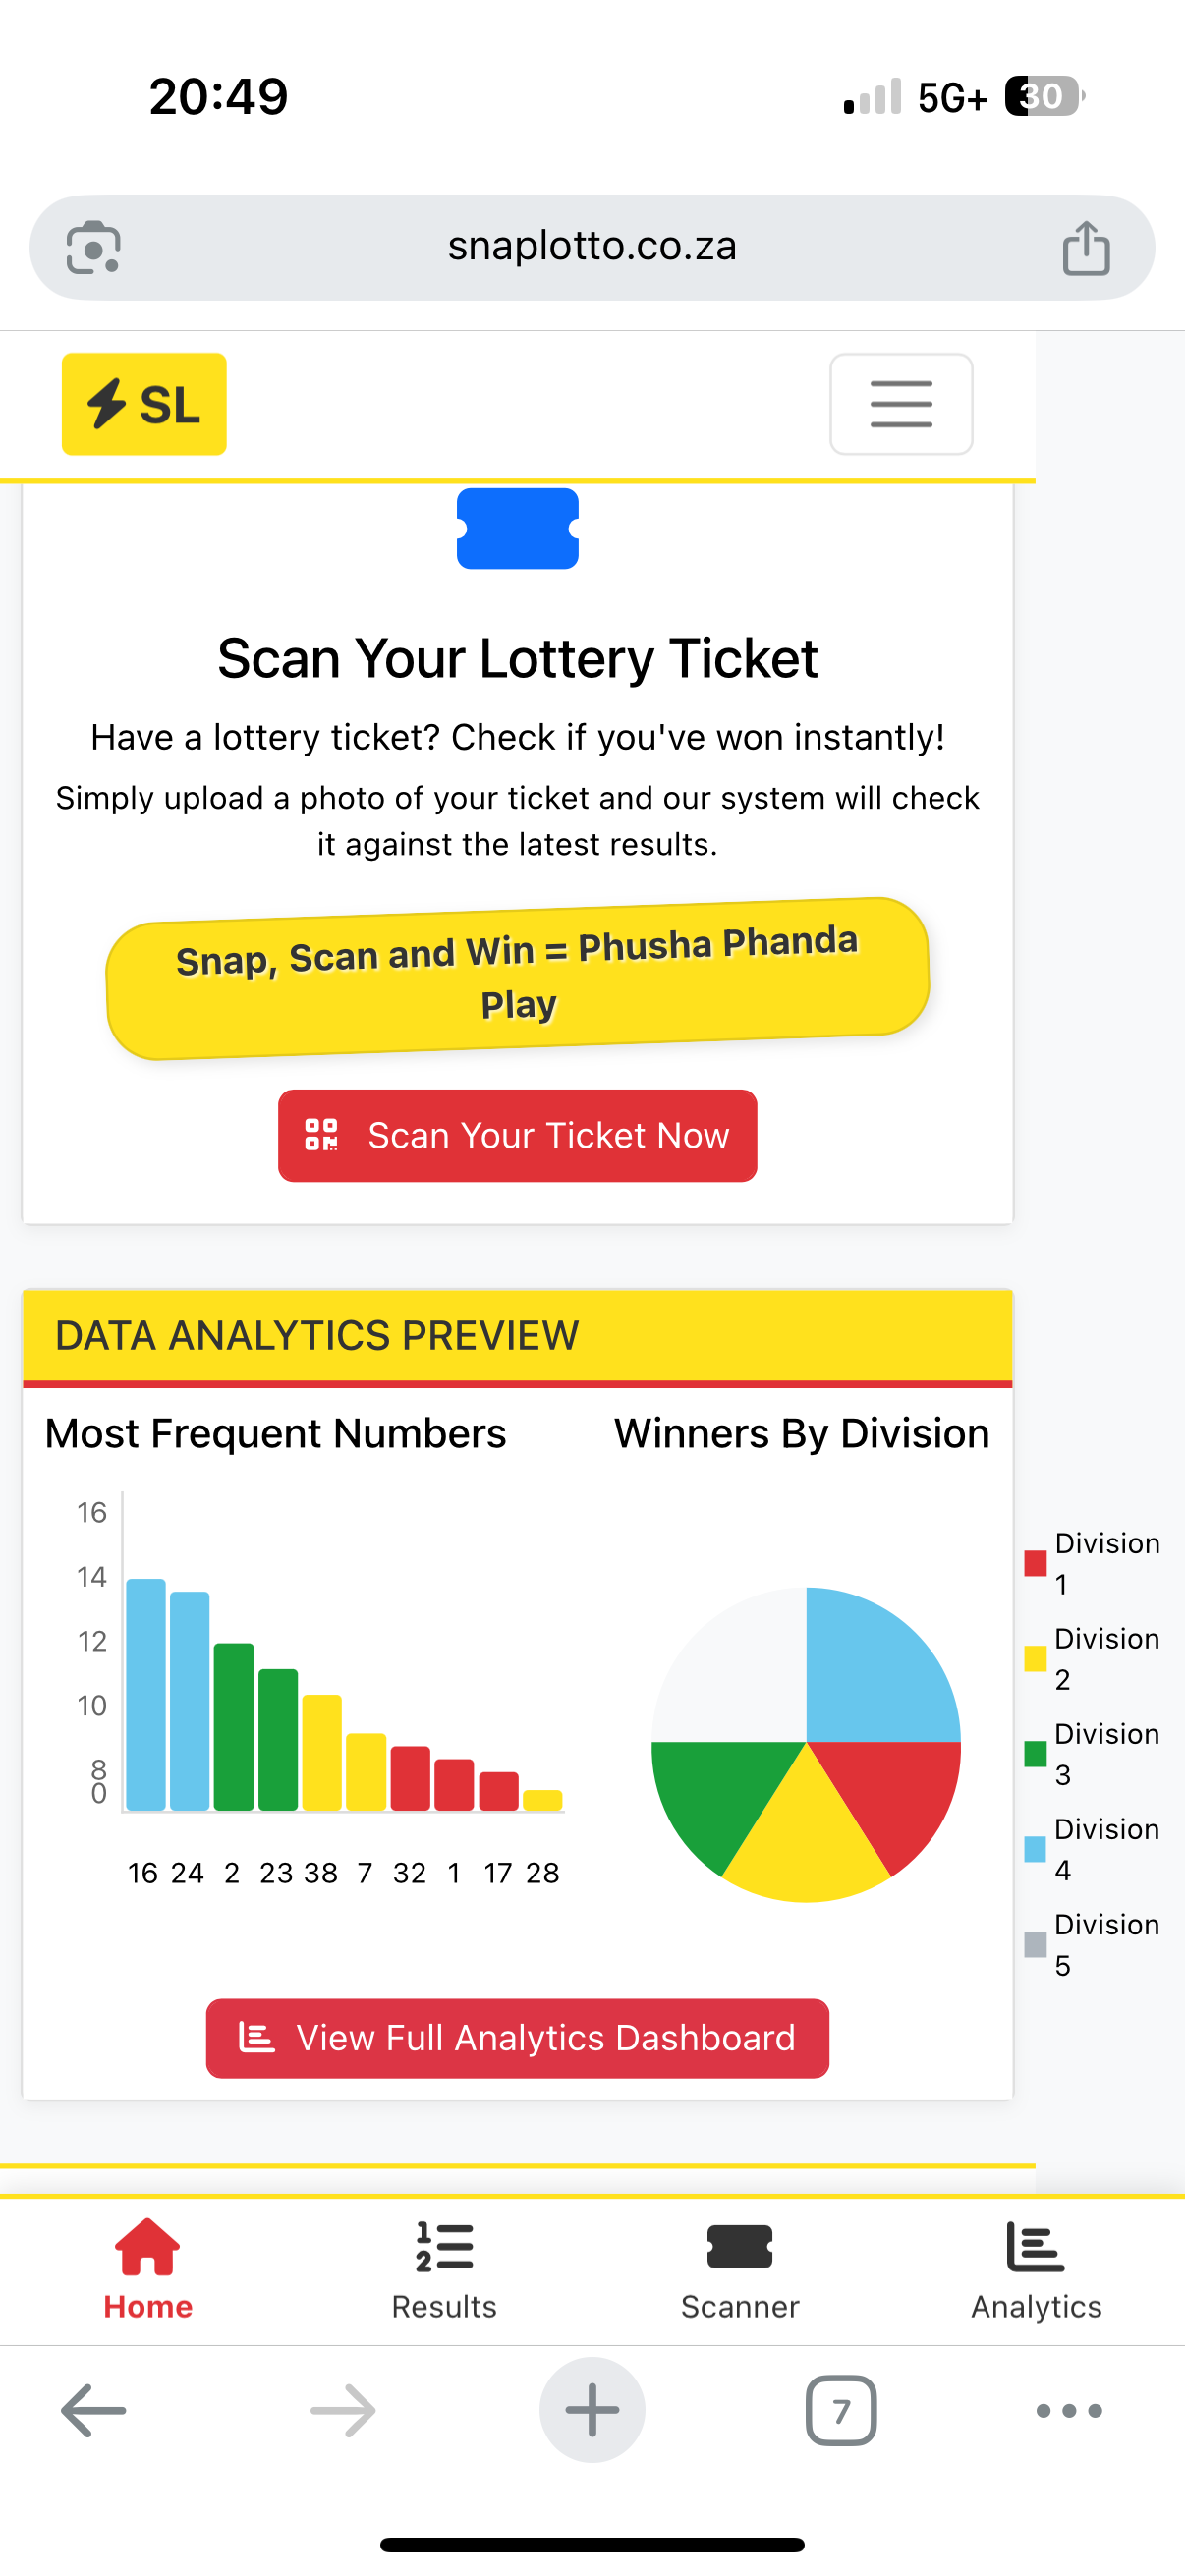 20:49
5G+
30
snaplotto.co.za
SL
Scan Your Lottery Ticket
Have a lottery ticket? Check if you've won instantly!
Simply upload a photo of your ticket and our system will check
it against the latest results.
Snap, Scan and Win = Phusha Phanda
Play
Scan Your Ticket Now
DATA ANALYTICS PREVIEW
Most Frequent Numbers
16
14
12
10
8
0
16 24 2 23 38 7 32 1 17 28
Winners By Division
Division
1
Division
2
Division
3
Division
4
Division
5
View Full Analytics Dashboard
Home
Results
Scanner
Analytics
7